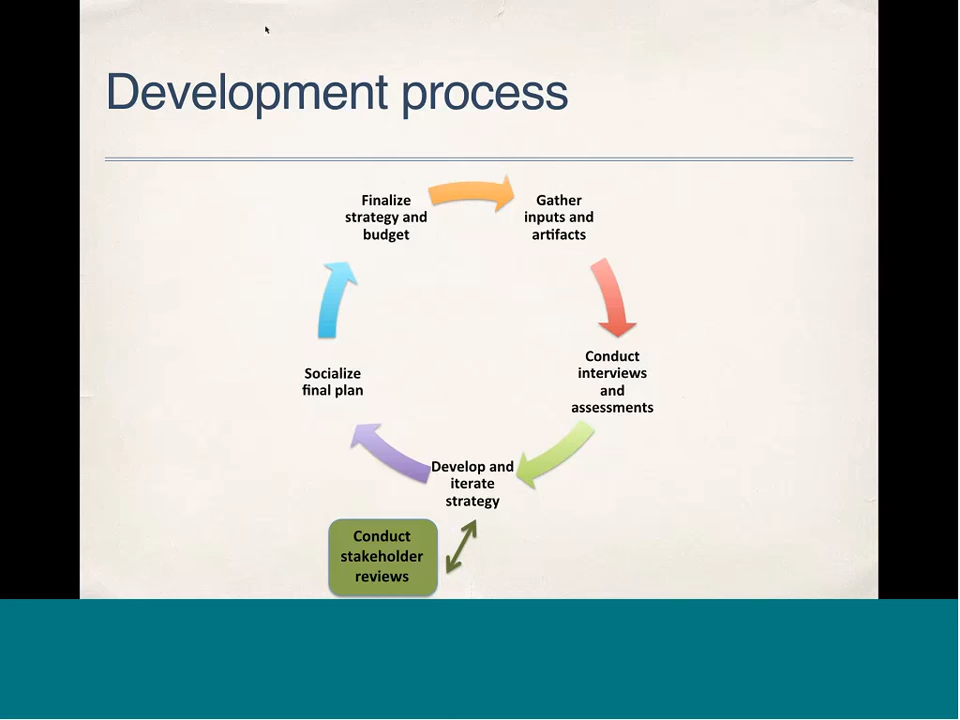 Development process
Finalize
strategy and
budget
Gather
inputs and
artifacts
Conduct
interviews
and
assessments
Socialize
final plan
Develop and
iterate
strategy
Conduct
stakeholder
reviews